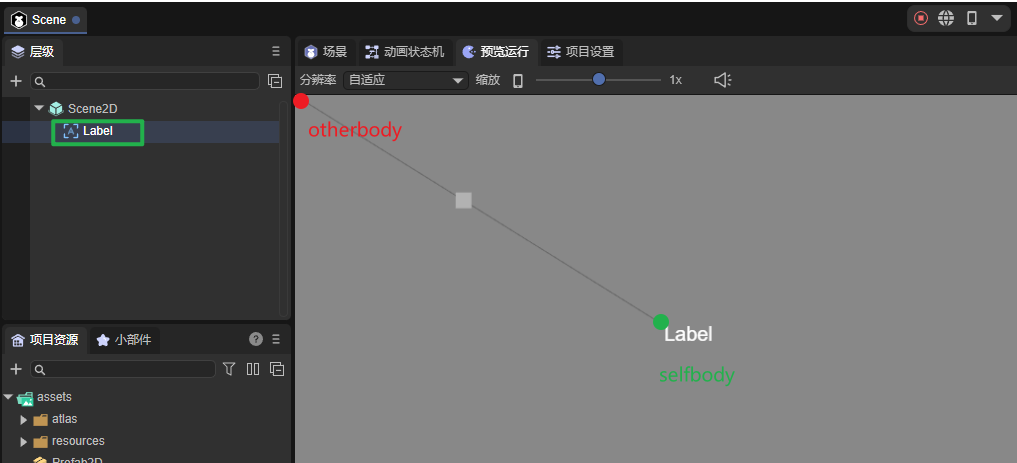 Scene
层级
场景
动画状态机
预览运行
项目设置
分辨率
自适应
缩放
1x
Scene2D
Label
otherbody
Label
selfbody
项目资源
小部件
assets
atlas
resources
Prefab2D